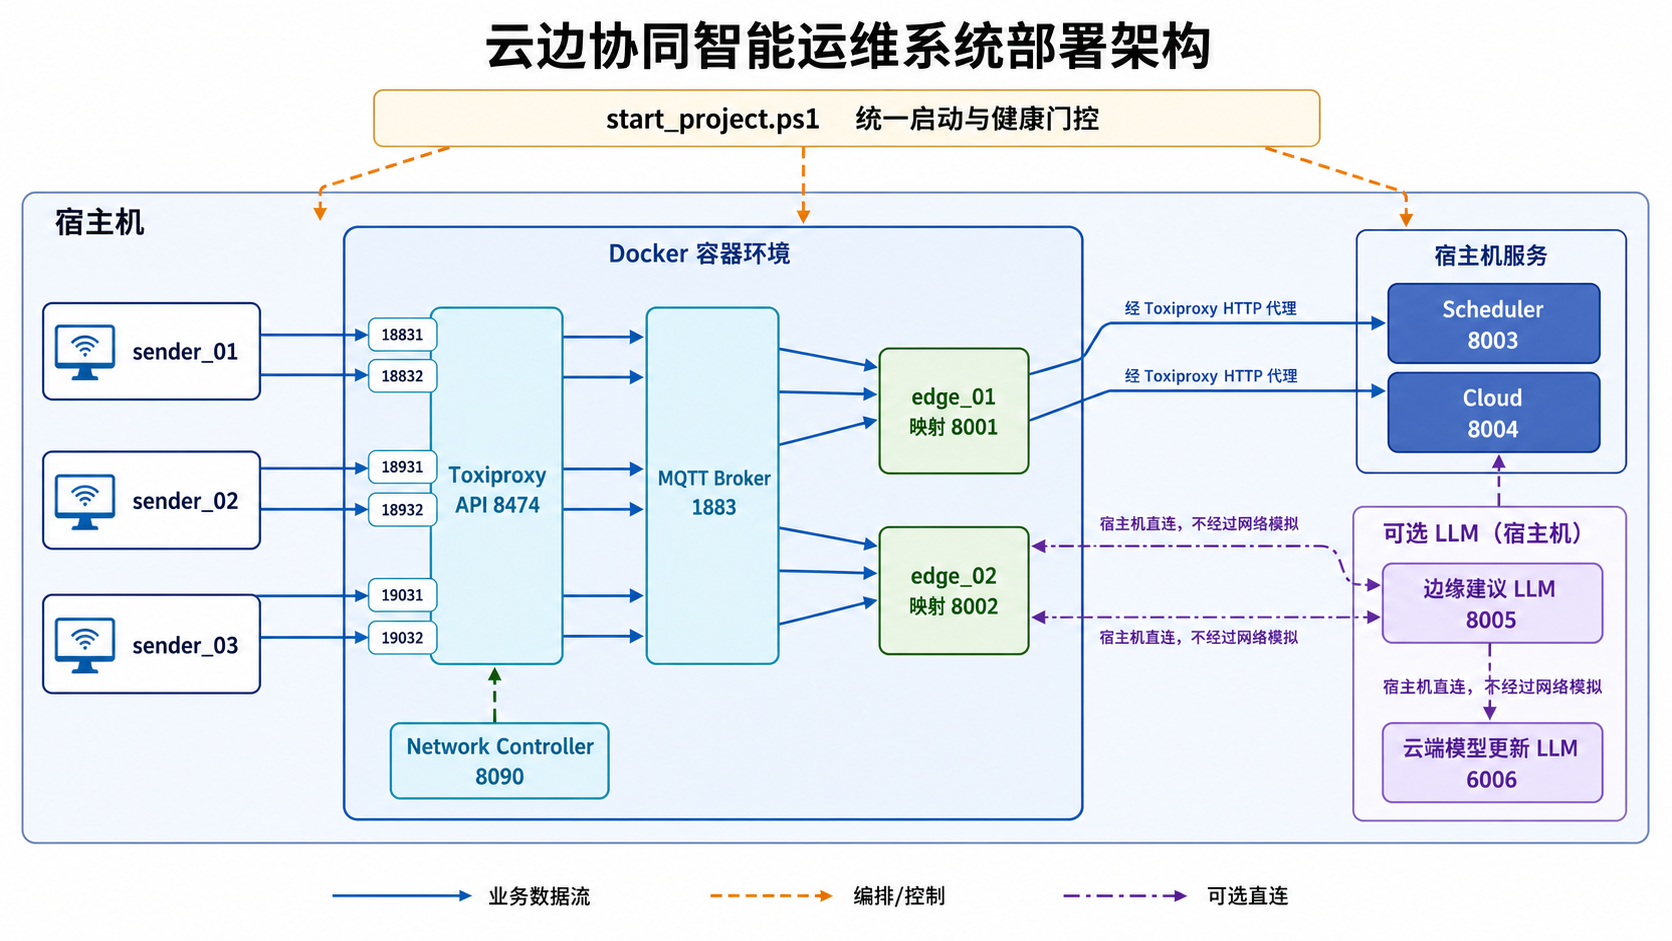 云边协同智能运维系统部署架构
start_project.ps1 统一启动与健康门控
宿主机
Docker 容器环境
宿主机服务
sender_01
sender_02
sender_03
18831
18832
18931
18932
19031
19032
Toxiproxy
API 8474
MQTT Broker
1883
edge_01
映射 8001
edge_02
映射 8002
Network Controller
8090
经 Toxiproxy HTTP 代理
经 Toxiproxy HTTP 代理
Scheduler
8003
Cloud
8004
宿主机直连，不经过网络模拟
宿主机直连，不经过网络模拟
可选 LLM（宿主机）
边缘建议 LLM
8005
宿主机直连，不经过网络模拟
云端模型更新 LLM
6006
业务数据流
编排/控制
可选直连